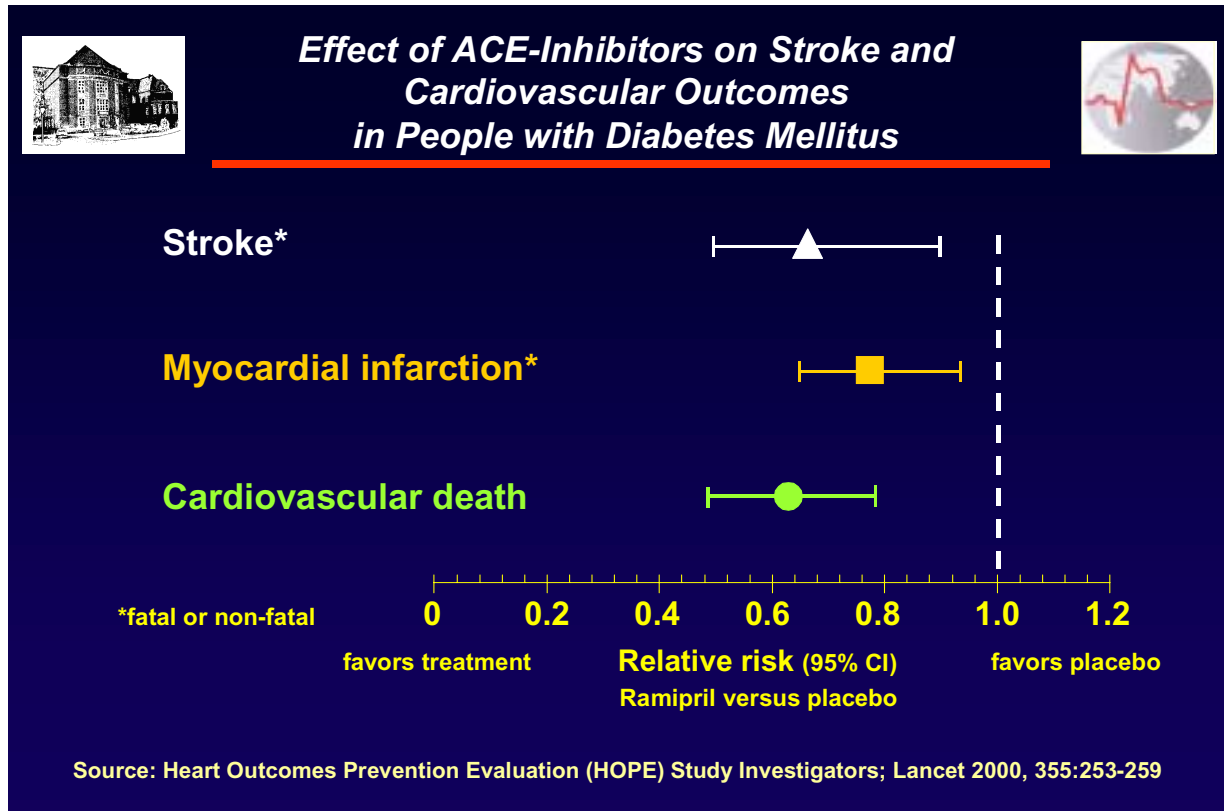 Effect of ACE-Inhibitors on Stroke and
Cardiovascular Outcomes
in People with Diabetes Mellitus
Stroke*
Myocardial infarction*
Cardiovascular death
*fatal or non-fatal
0 0.2 0.4 0.6 0.8 1.0 1.2
favors treatment Relative risk (95% CI) favors placebo
Ramipril versus placebo
Source: Heart Outcomes Prevention Evaluation (HOPE) Study Investigators; Lancet 2000, 355:253-259